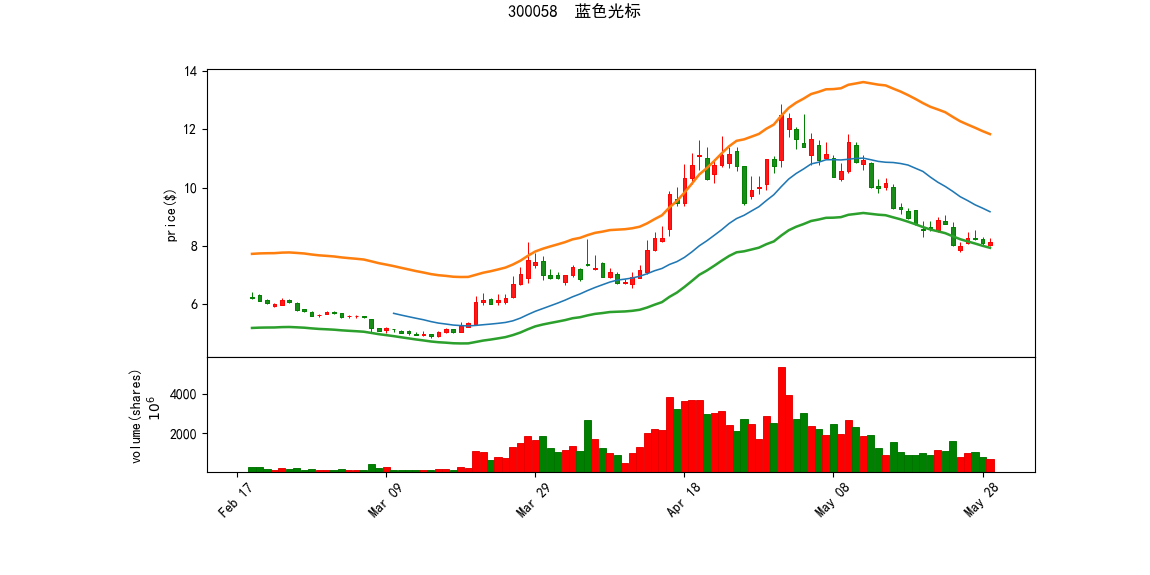 300058 蓝色光标
price($)
14
12
10
8
6
volume(shares)
10^6
4000
2000
Feb 17
Mar 09
Mar 29
Apr 18
May 08
May 28